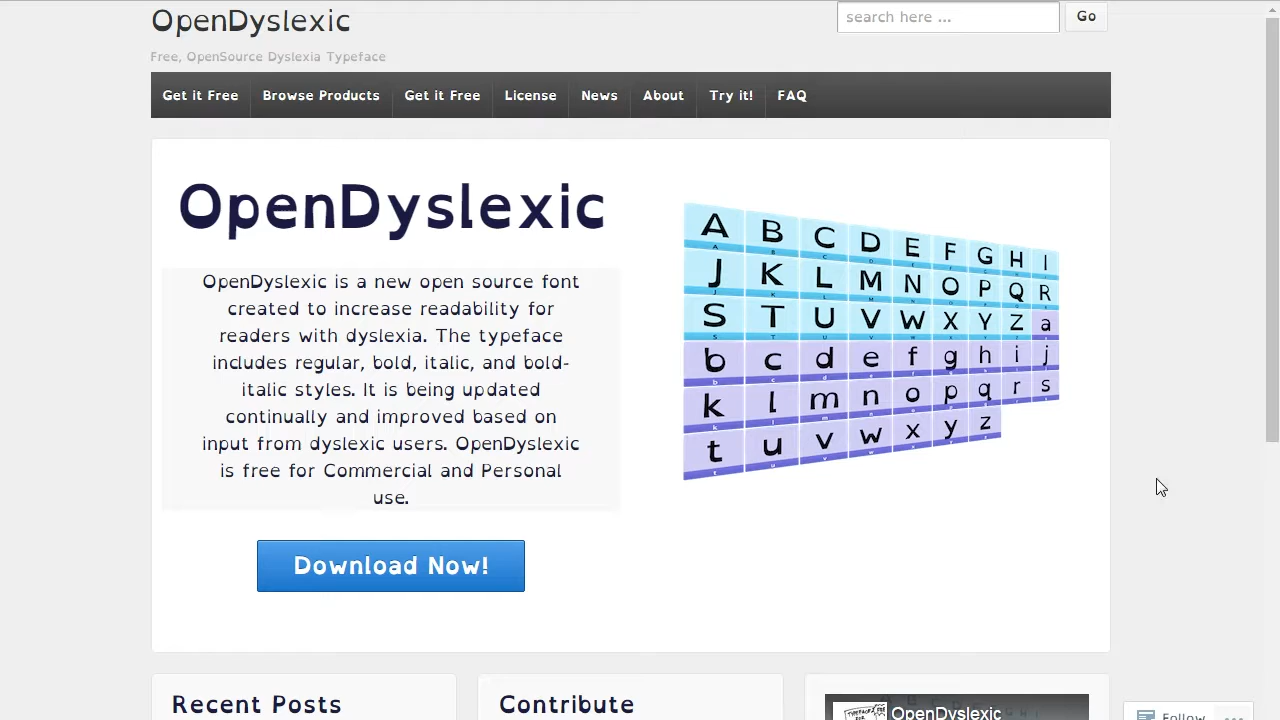 OpenDyslexic
search here ...
Go
Free, OpenSource Dyslexia Typeface
Get it Free
Browse Products
Get it Free
License
News
About
Try it!
FAQ
OpenDyslexic
OpenDyslexic is a new open source font
created to increase readability for
readers with dyslexia. The typeface
includes regular, bold, italic, and bold-
italic styles. It is being updated
continually and improved based on
input from dyslexic users. OpenDyslexic
is free for Commercial and Personal
use.
Download Now!
A B C D E F G H I
J K L M N O P Q R
S T U V W X Y Z a
b c d e f g h i j
k l m n o p q r s
t u v w x y z
Recent Posts
Contribute
OpenDyslexic
Follow